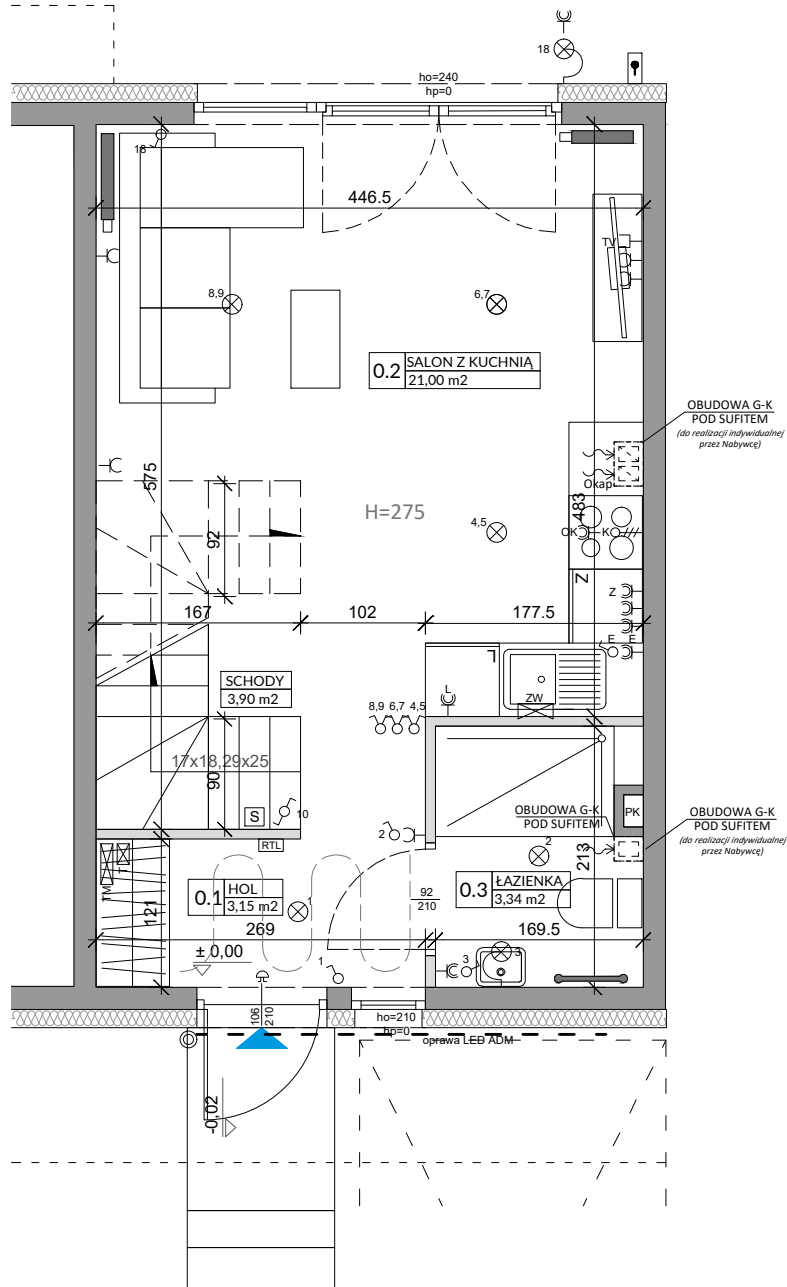 18
ho=240
hp=0
18
446.5
TV
8,9
6,7
0.2
SALON Z KUCHNIĄ
21,00 m2
OBUDOWA G-K
POD SUFITEM
(do realizacji indywidualnej
przez Nabywcę)
575
Okap
483
H=275
92
4,5
OK
K
Z
Z
167
102
177.5
E
E
SCHODY
3,90 m2
L
ZW
8,9 6,7 4,5
17x18,29x25
90
S
10
PK
OBUDOWA G-K
POD SUFITEM
OBUDOWA G-K
POD SUFITEM
(do realizacji indywidualnej
przez Nabywcę)
2
RTL
2
213
TM
T
0.1
HOL
3,15 m2
1
92
210
0.3
ŁAZIENKA
3,34 m2
121
269
169.5
± 0,00
1
3
3
106
210
ho=210
hp=0
oprawa LED ADM
-0,02